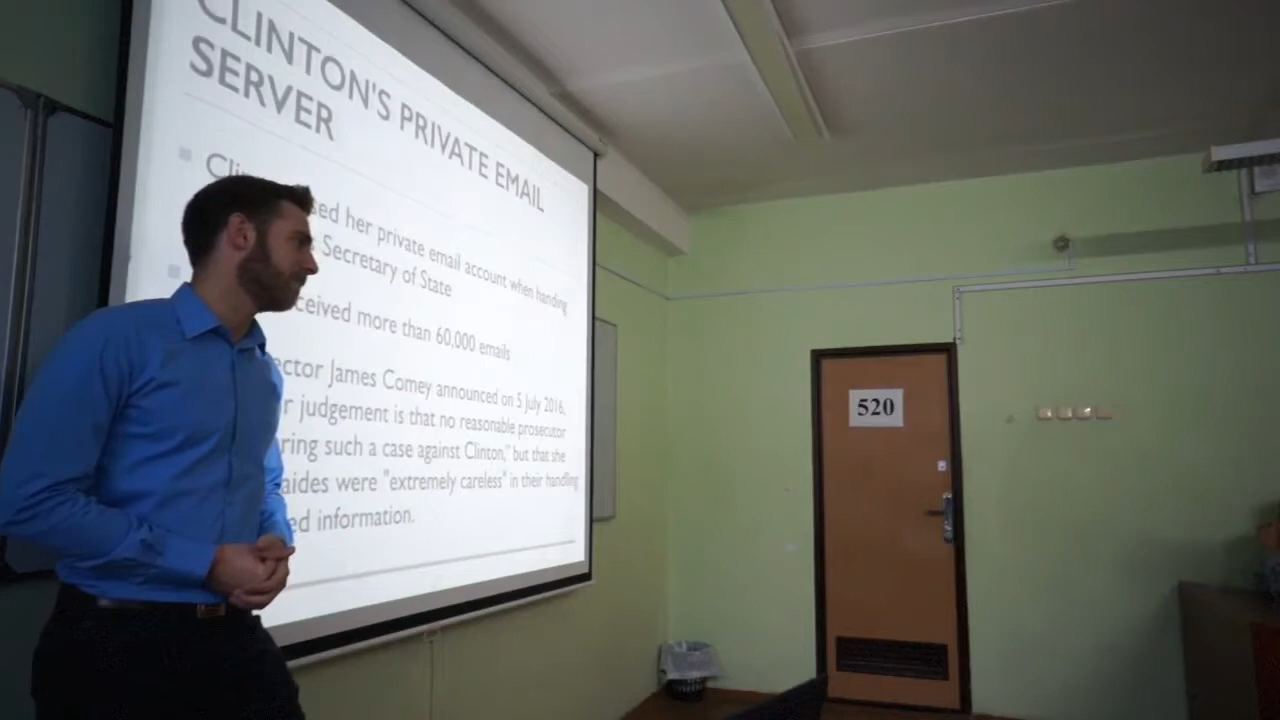 CLINTON'S PRIVATE EMAIL
SERVER
sed her private email account when handing
Secretary of State
ceived more than 60,000 emails
ector James Comey announced on 5 July 2016,
r judgement is that no reasonable prosecutor
ring such a case against Clinton," but that she
aides were "extremely careless" in their handling
ed information.
520